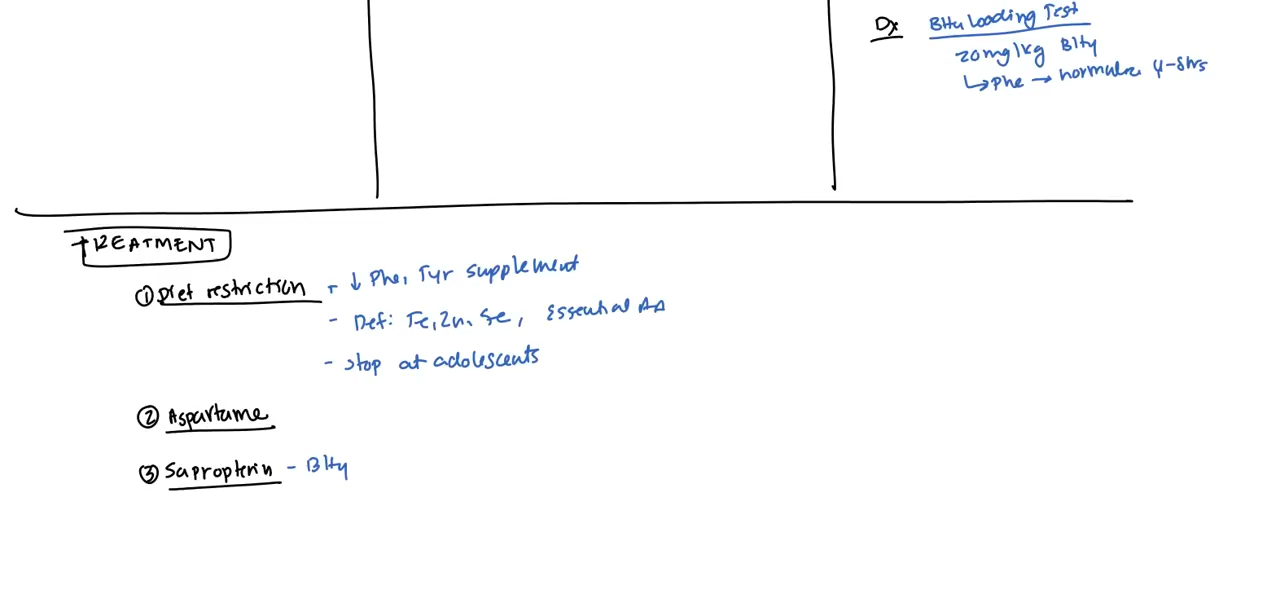 Dx BH4 Loading Test
20mg/kg BH4
↳ Phe → normalize 4-8hrs
TREATMENT
① Diet restriction - ↓ Phe, Tyr supplement
- Def: Fe, Zn, Se, Essential AA
- stop at adolescents
② Aspartame
③ Sapropterin - BH4